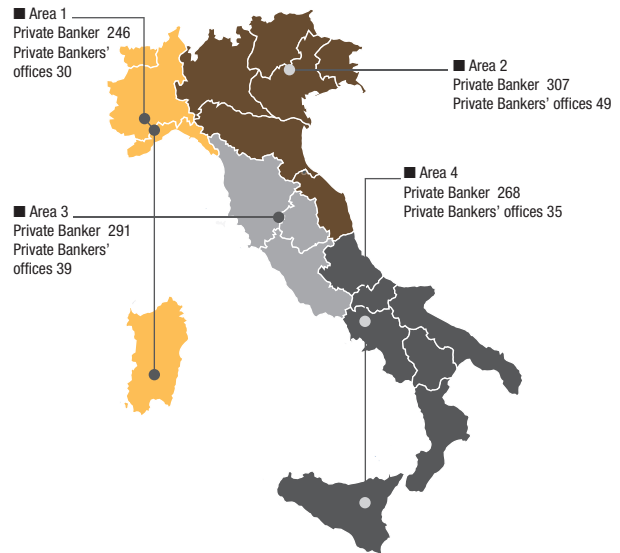 ■ Area 1
Private Banker 246
Private Bankers'
offices 30
■ Area 2
Private Banker 307
Private Bankers' offices 49
■ Area 4
Private Banker 268
Private Bankers' offices 35
■ Area 3
Private Banker 291
Private Bankers'
offices 39